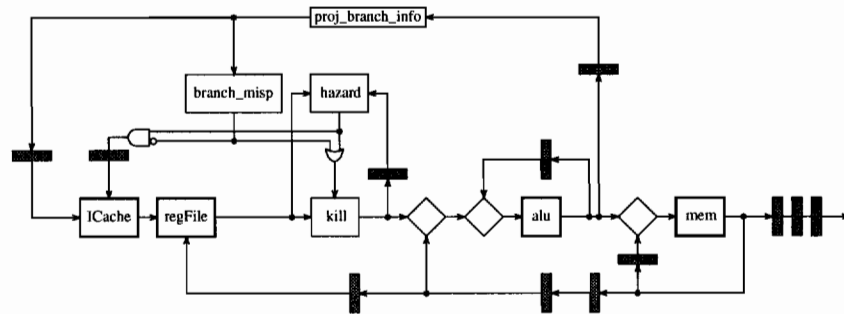 proj_branch_info
branch_misp
hazard
ICache
regFile
kill
alu
mem